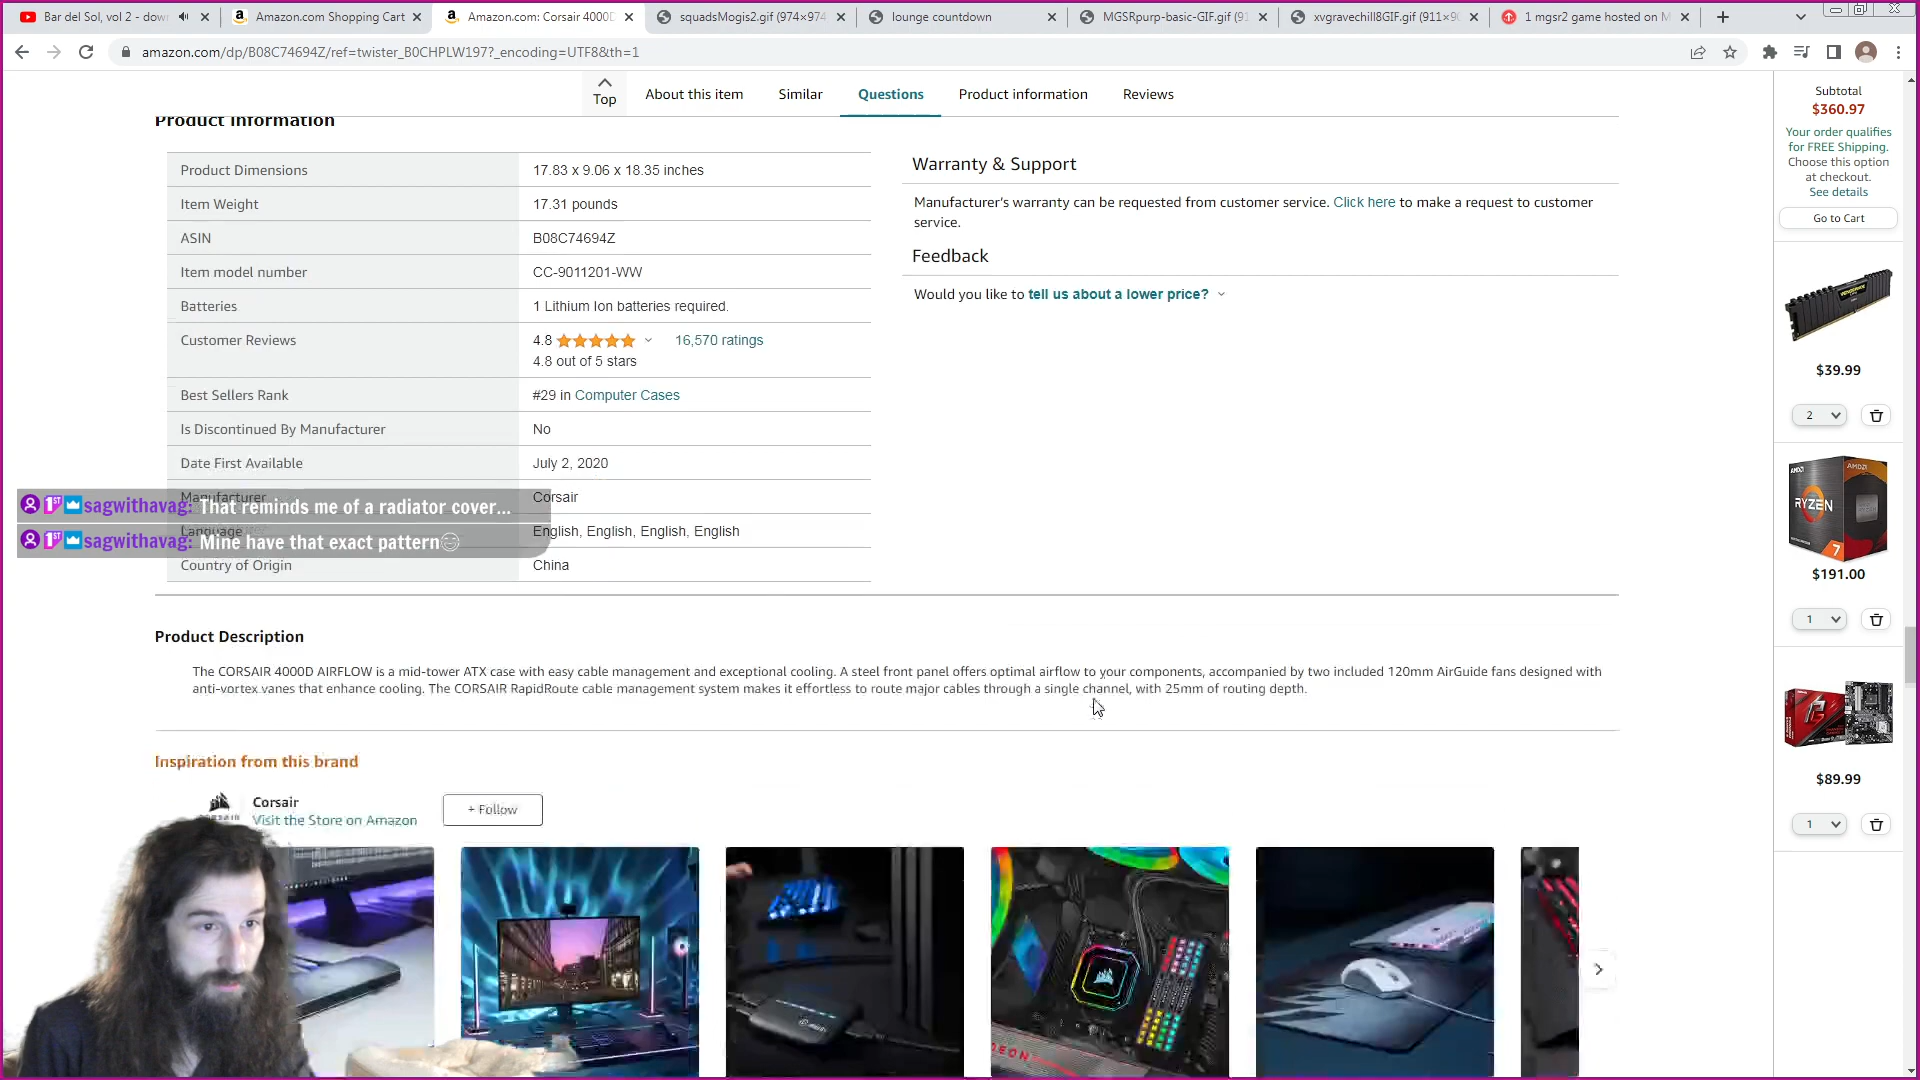 Bar del Sol, vol 2 - dow
Amazon.com Shopping Cart
Amazon.com: Corsair 4000D
squadsMogis2.gif (974×974
lounge countdown
MGSRpurp-basic-GIF.gif (91
xvgravechill8GIF.gif (911×90
1 mgsr2 game hosted on M
amazon.com/dp/B08C74694Z/ref=twister_B0CHPLW197?_encoding=UTF8&th=1
Top
About this item
Similar
Questions
Product information
Reviews
Product information
Product Dimensions 17.83 x 9.06 x 18.35 inches
Item Weight 17.31 pounds
ASIN B08C74694Z
Item model number CC-9011201-WW
Batteries 1 Lithium Ion batteries required.
Customer Reviews 4.8 16,570 ratings
4.8 out of 5 stars
Best Sellers Rank #29 in Computer Cases
Is Discontinued By Manufacturer No
Date First Available July 2, 2020
Manufacturer Corsair
sagwithavag: That reminds me of a radiator cover...
Language English, English, English, English
sagwithavag: Mine have that exact pattern😊
Country of Origin China
Warranty & Support
Manufacturer's warranty can be requested from customer service. Click here to make a request to customer
service.
Feedback
Would you like to tell us about a lower price?
Product Description
The CORSAIR 4000D AIRFLOW is a mid-tower ATX case with easy cable management and exceptional cooling. A steel front panel offers optimal airflow to your components, accompanied by two included 120mm AirGuide fans designed with
anti-vortex vanes that enhance cooling. The CORSAIR RapidRoute cable management system makes it effortless to route major cables through a single channel, with 25mm of routing depth.
Inspiration from this brand
Corsair
Visit the Store on Amazon
+ Follow
Subtotal
$360.97
Your order qualifies
for FREE Shipping.
Choose this option
at checkout.
See details
Go to Cart
VENGEANCE
$39.99
2
AMD
AMD
RYZEN
7
$191.00
1
$89.99
1